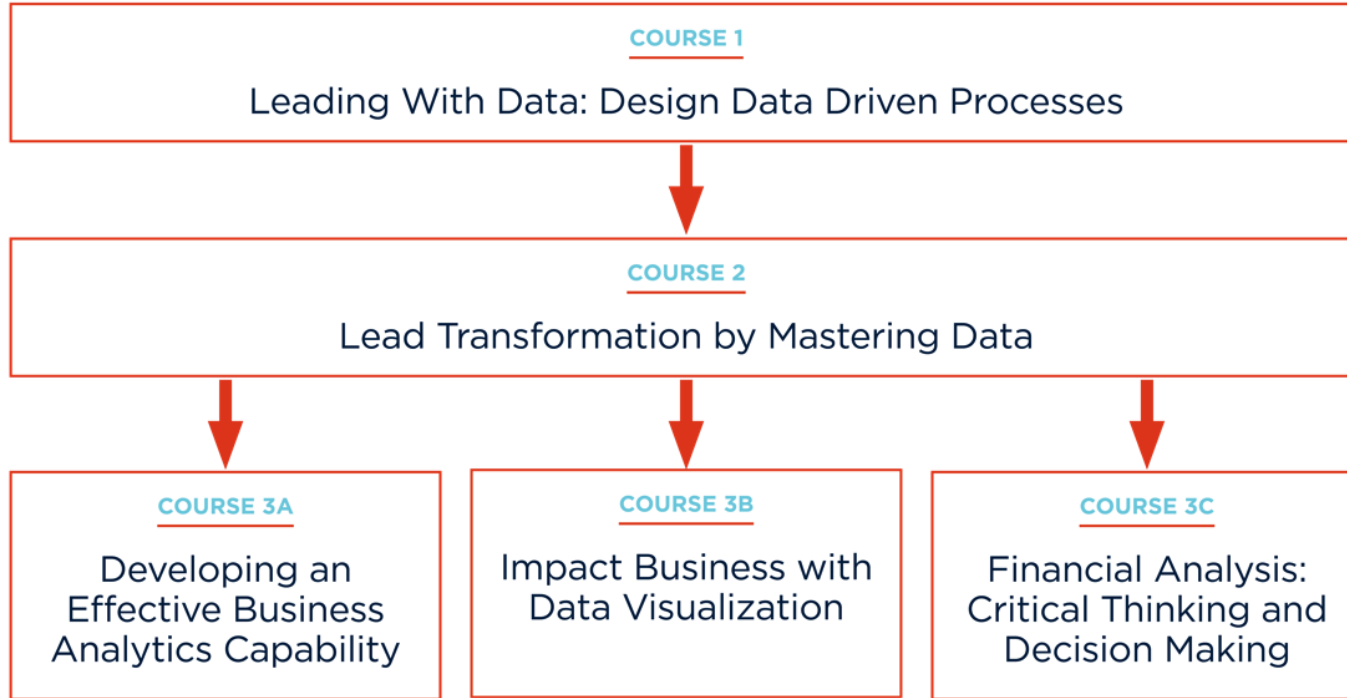 COURSE 1
Leading With Data: Design Data Driven Processes
COURSE 2
Lead Transformation by Mastering Data
COURSE 3A
Developing an
Effective Business
Analytics Capability
COURSE 3B
Impact Business with
Data Visualization
COURSE 3C
Financial Analysis:
Critical Thinking and
Decision Making